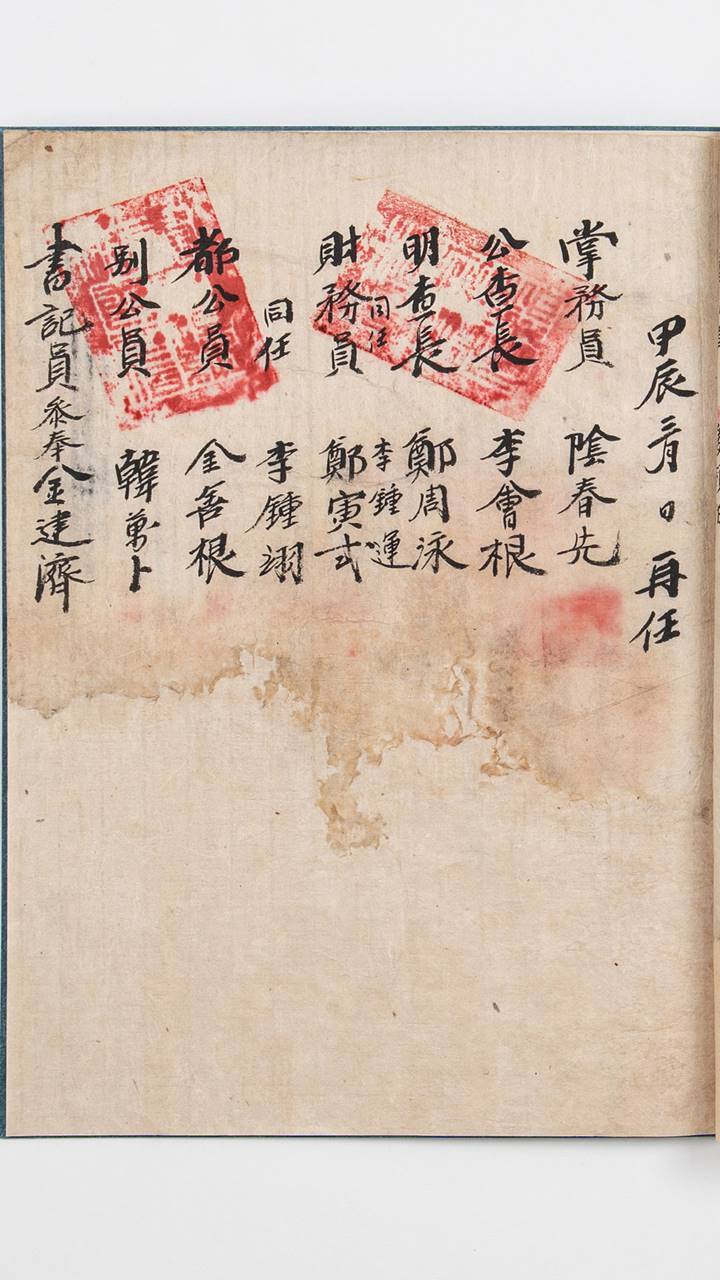 甲辰三月 日 再任
掌務員 陰春先
公查長 李會根
明查長 鄭周泳
同任 李鍾運
財務員 鄭寅式
同任 李鍾翊
都公員 金善根
別公員 韓萬卜
書記員 參奉 金建濟